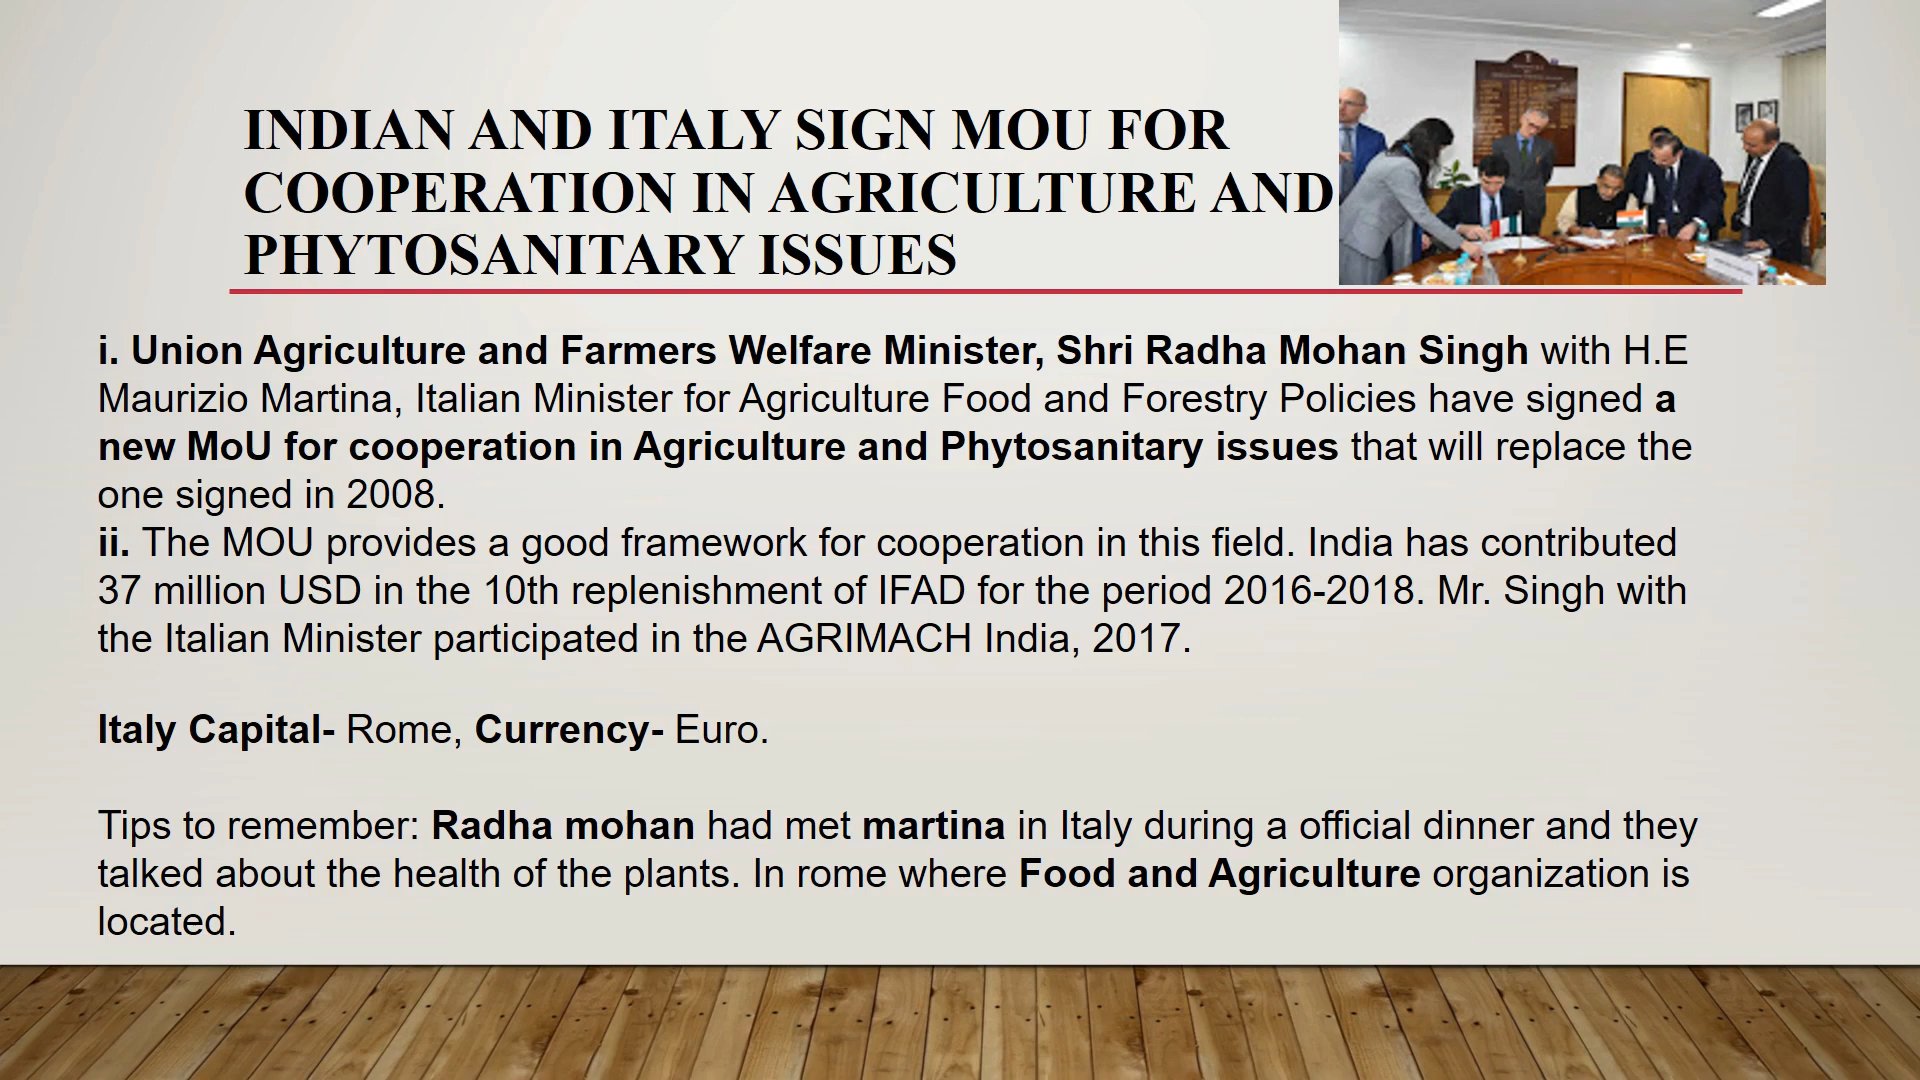 INDIAN AND ITALY SIGN MOU FOR
COOPERATION IN AGRICULTURE AND
PHYTOSANITARY ISSUES
i. Union Agriculture and Farmers Welfare Minister, Shri Radha Mohan Singh with H.E
Maurizio Martina, Italian Minister for Agriculture Food and Forestry Policies have signed a
new MoU for cooperation in Agriculture and Phytosanitary issues that will replace the
one signed in 2008.
ii. The MOU provides a good framework for cooperation in this field. India has contributed
37 million USD in the 10th replenishment of IFAD for the period 2016-2018. Mr. Singh with
the Italian Minister participated in the AGRIMACH India, 2017.
Italy Capital- Rome, Currency- Euro.
Tips to remember: Radha mohan had met martina in Italy during a official dinner and they
talked about the health of the plants. In rome where Food and Agriculture organization is
located.